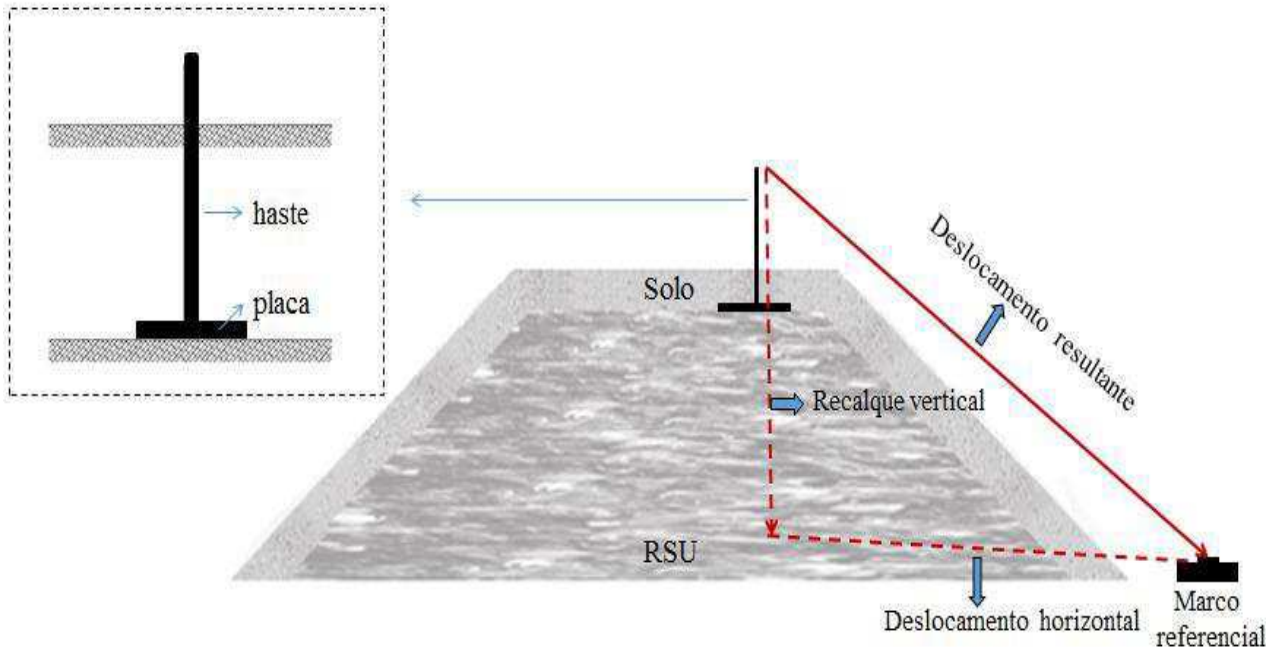 haste
placa
Solo
Deslocamento resultante
Recalque vertical
RSU
Deslocamento horizontal
Marco
referencial